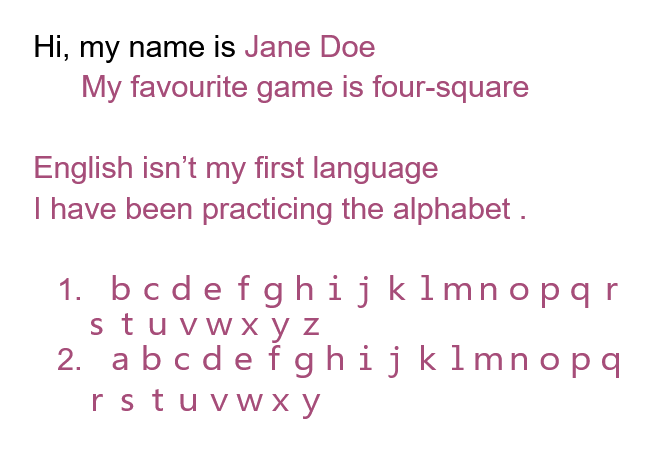 Hi, my name is Jane Doe
My favourite game is four-square
English isn’t my first language
I have been practicing the alphabet .
1. b c d e f g h i j k l m n o p q r
s t u v w x y z
2. a b c d e f g h i j k l m n o p q
r s t u v w x y